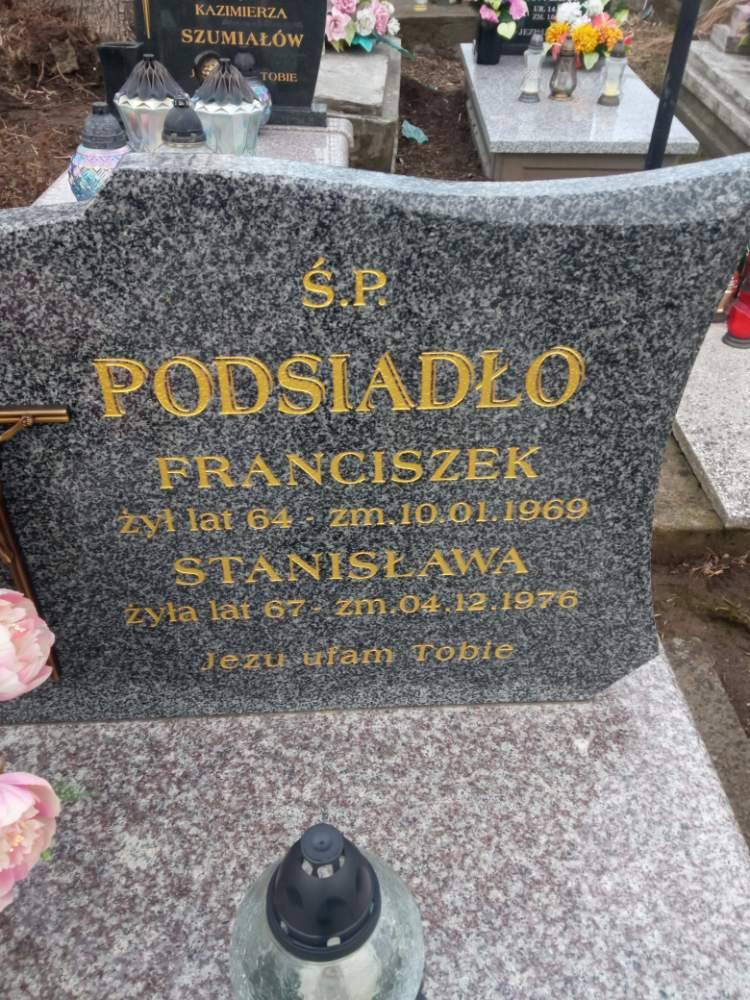 KAZIMIERZA
SZUMIAŁÓW
TOBIE
Ś.P.
PODSIADŁO
FRANCISZEK
żył lat 64 - zm.10.01.1969
STANISŁAWA
żyła lat 67 - zm.04.12.1976
Jezu ufam Tobie